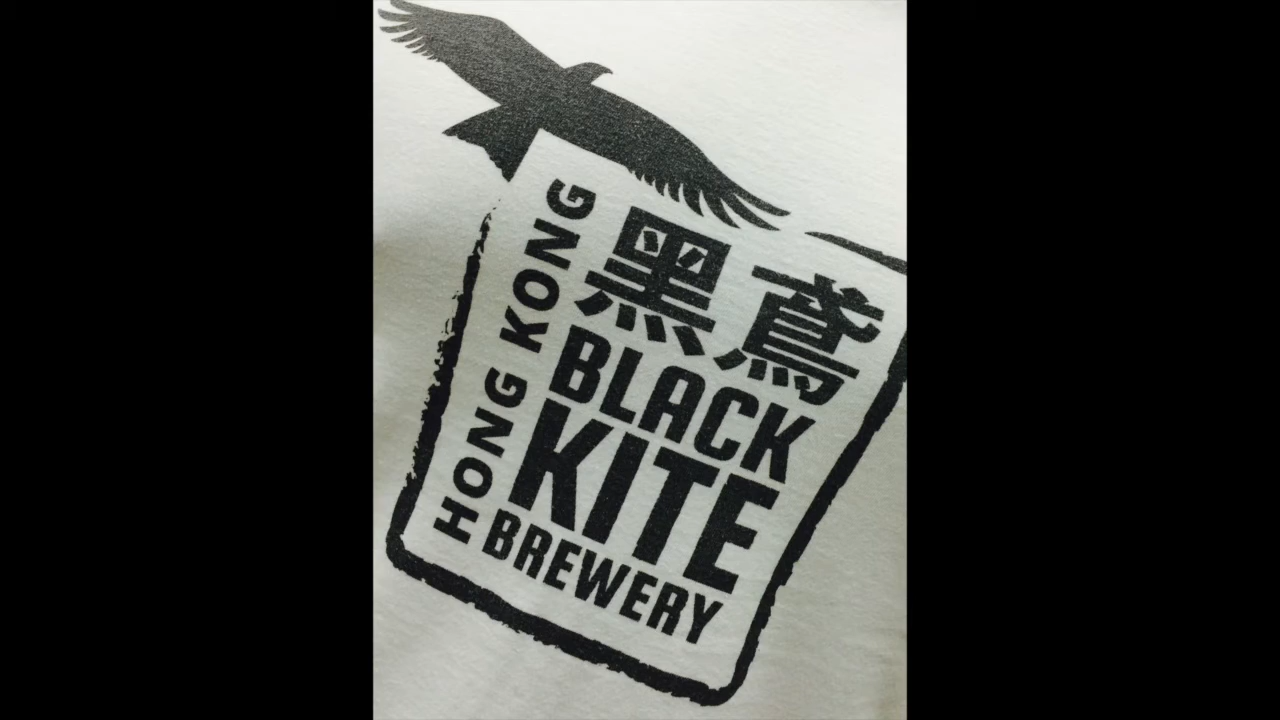 HONG KONG
黑鳶
BLACK
KITE
BREWERY